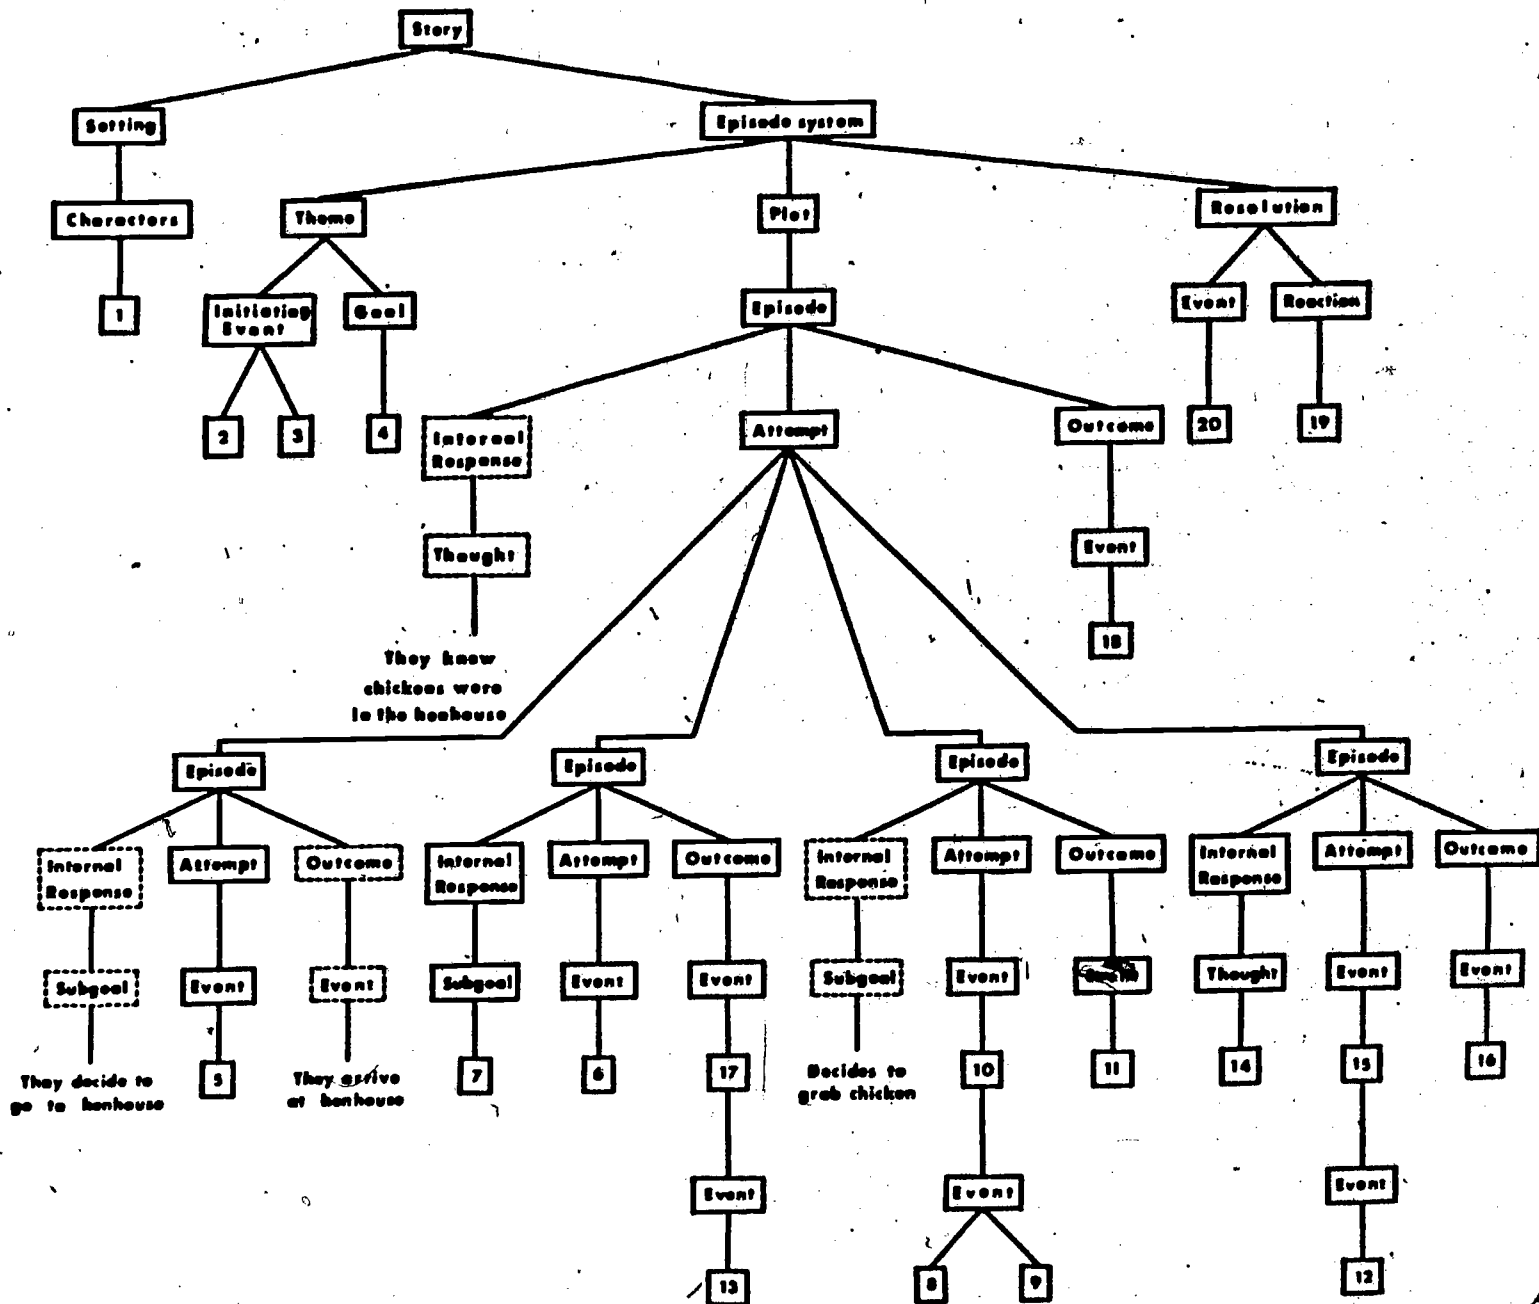 Story
Setting
Episode system
Characters
Theme
Plot
Resolution
1
Initiating
Event
Goal
Episode
Event
Reaction
2
3
4
Internal
Response
Attempt
Outcome
20
19
Thought
Event
18
They knew
chickens were
in the henhouse
Episode
Episode
Episode
Episode
Internal
Response
Attempt
Outcome
Internal
Response
Attempt
Outcome
Internal
Response
Attempt
Outcome
Internal
Response
Attempt
Outcome
Subgoal
Event
Event
Subgoal
Event
Event
Subgoal
Event
Thought
Event
Event
They decide to
go to henhouse
5
They arrive
at henhouse
7
6
17
Decides to
grab chicken
10
11
14
15
16
Event
Event
Event
13
8
9
12